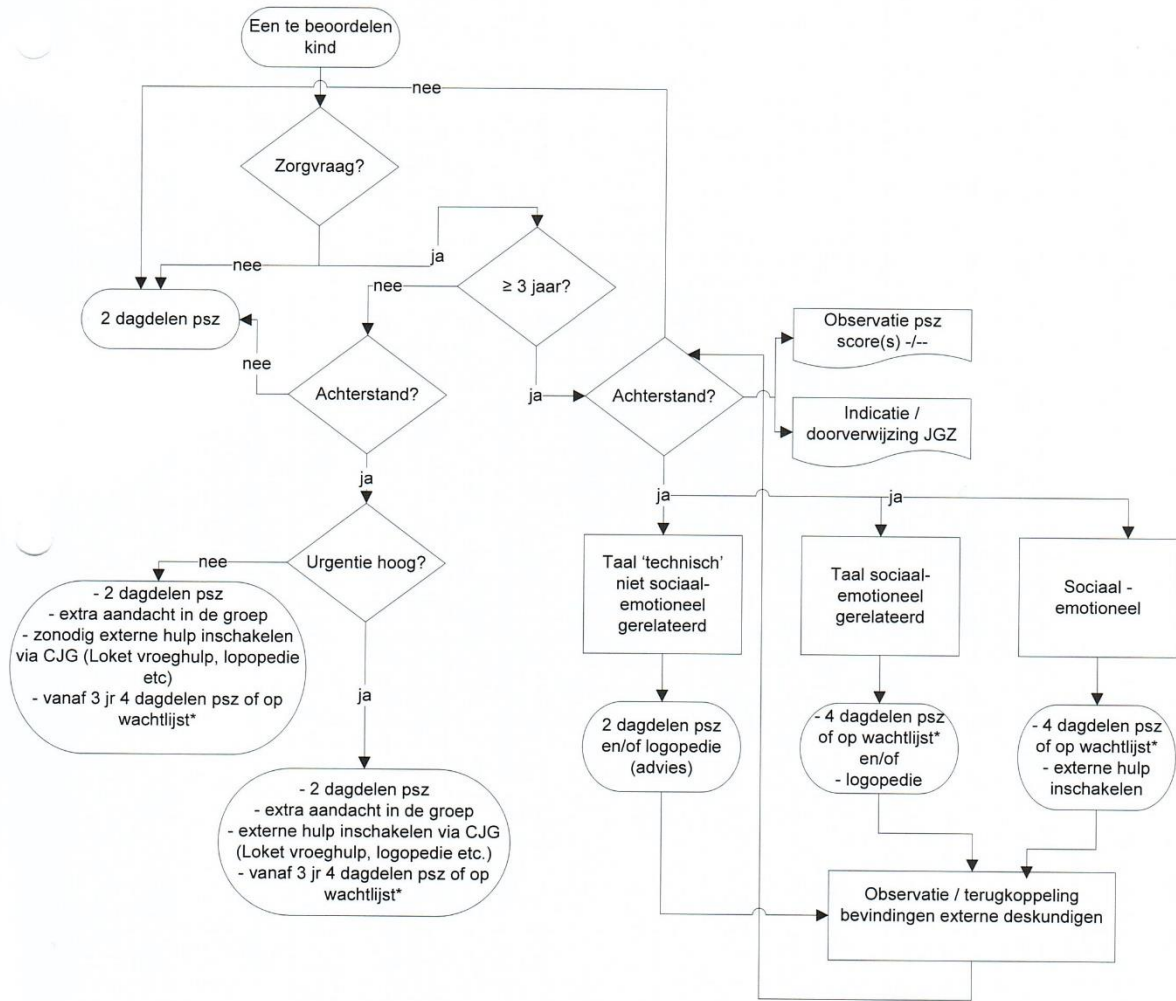 Een te beoordelen
kind
nee
Zorgvraag?
nee
ja
≥ 3 jaar?
2 dagdelen psz
nee
nee
Achterstand?
ja
Achterstand?
Observatie psz
score(s) -/--
Indicatie /
doorverwijzing JGZ
ja
ja
ja
Urgentie hoog?
nee
- 2 dagdelen psz
- extra aandacht in de groep
- zonodig externe hulp inschakelen
via CJG (Loket vroeghulp, lopopedie
etc)
- vanaf 3 jr 4 dagdelen psz of op
wachtlijst*
ja
- 2 dagdelen psz
- extra aandacht in de groep
- externe hulp inschakelen via CJG
(Loket vroeghulp, logopedie etc.)
- vanaf 3 jr 4 dagdelen psz of op
wachtlijst*
Taal ‘technisch’
niet sociaal-
emotioneel
gerelateerd
Taal sociaal-
emotioneel
gerelateerd
Sociaal -
emotioneel
2 dagdelen psz
en/of logopedie
(advies)
- 4 dagdelen psz
of op wachtlijst*
en/of
- logopedie
- 4 dagdelen psz
of op wachtlijst*
- externe hulp
inschakelen
Observatie / terugkoppeling
bevindingen externe deskundigen